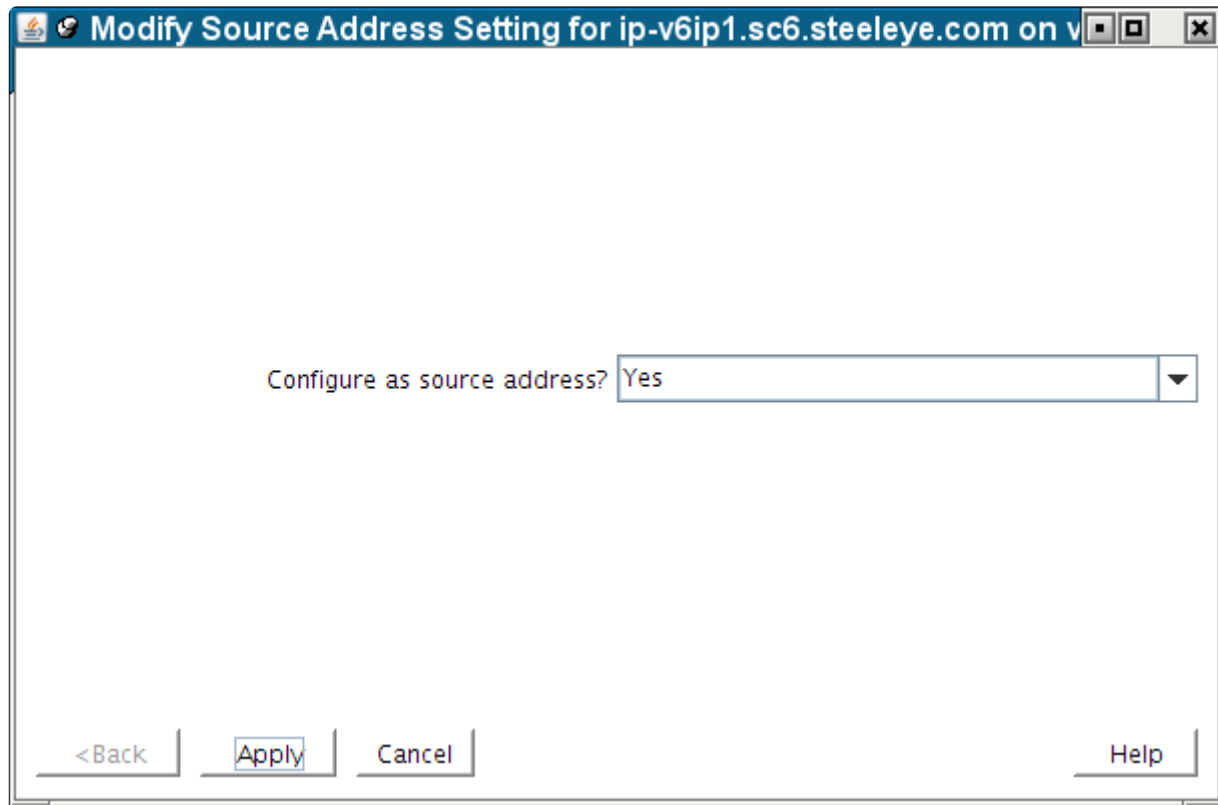 Modify Source Address Setting for ip-v6ip1.sc6.steeleye.com on v
Configure as source address? Yes
<Back Apply Cancel Help